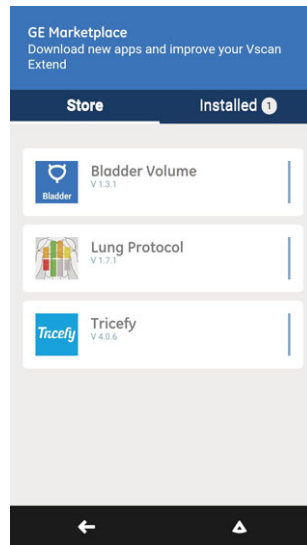 GE Marketplace
Download new apps and improve your Vscan
Extend
Store
Installed 1
Bladder Volume
V 1.3.1
Bladder
Lung Protocol
V 1.7.1
Tricefy
Tricefy
V 4.0.6